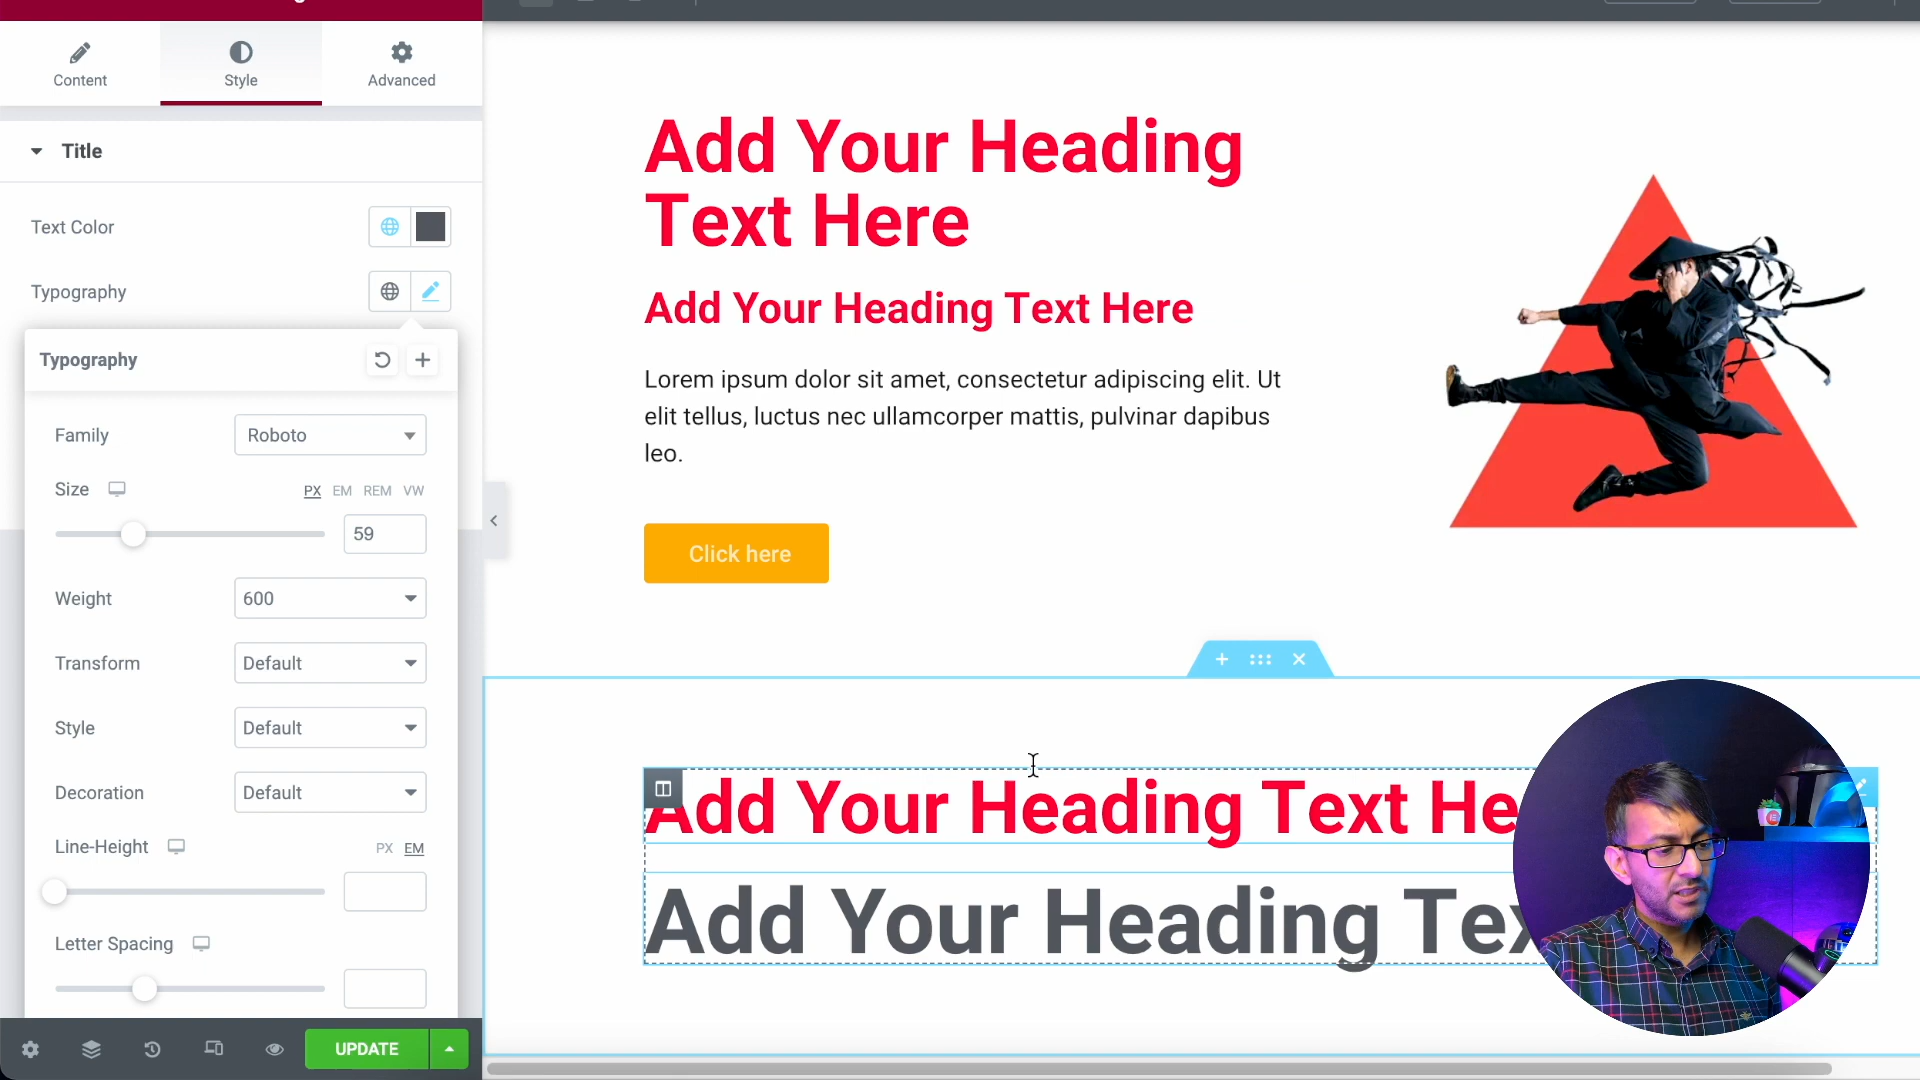 Content
Style
Advanced
Title
Text Color
Typography
Typography
Family
Roboto
Size
PX EM REM VW
59
Weight
600
Transform
Default
Style
Default
Decoration
Default
Line-Height
PX EM
Letter Spacing
UPDATE
Add Your Heading
Text Here
Add Your Heading Text Here
Lorem ipsum dolor sit amet, consectetur adipiscing elit. Ut
elit tellus, luctus nec ullamcorper mattis, pulvinar dapibus
leo.
Click here
Add Your Heading Text He
Add Your Heading Tex